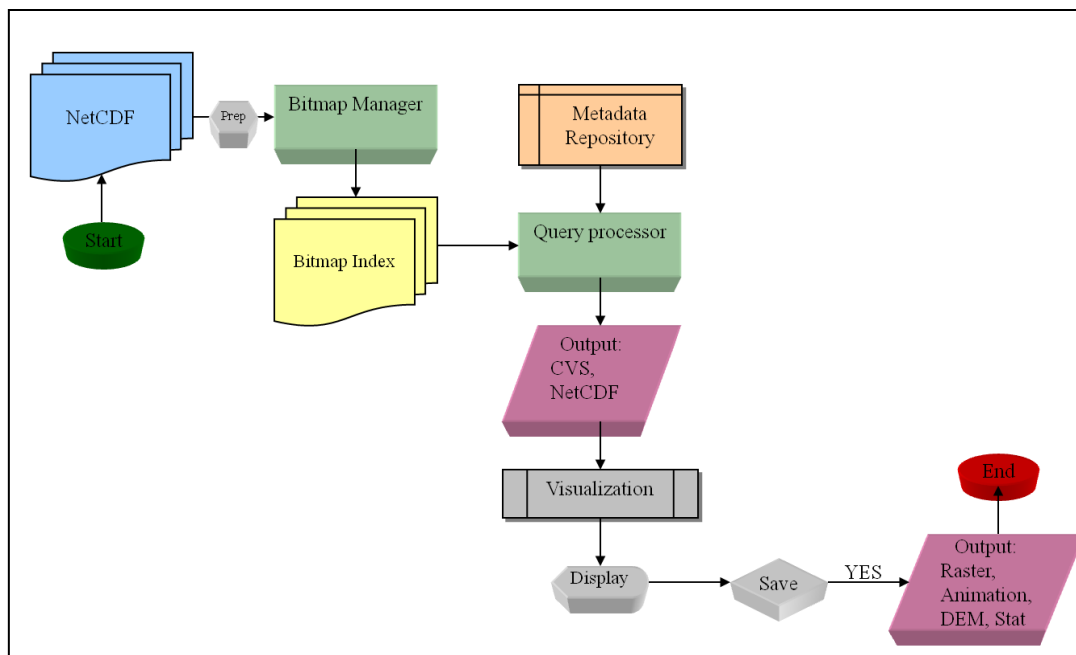 NetCDF
Prep
Bitmap Manager
Metadata
Repository
Start
Bitmap Index
Query processor
Output:
CVS,
NetCDF
Visualization
End
Display
Save
YES
Output:
Raster,
Animation,
DEM, Stat